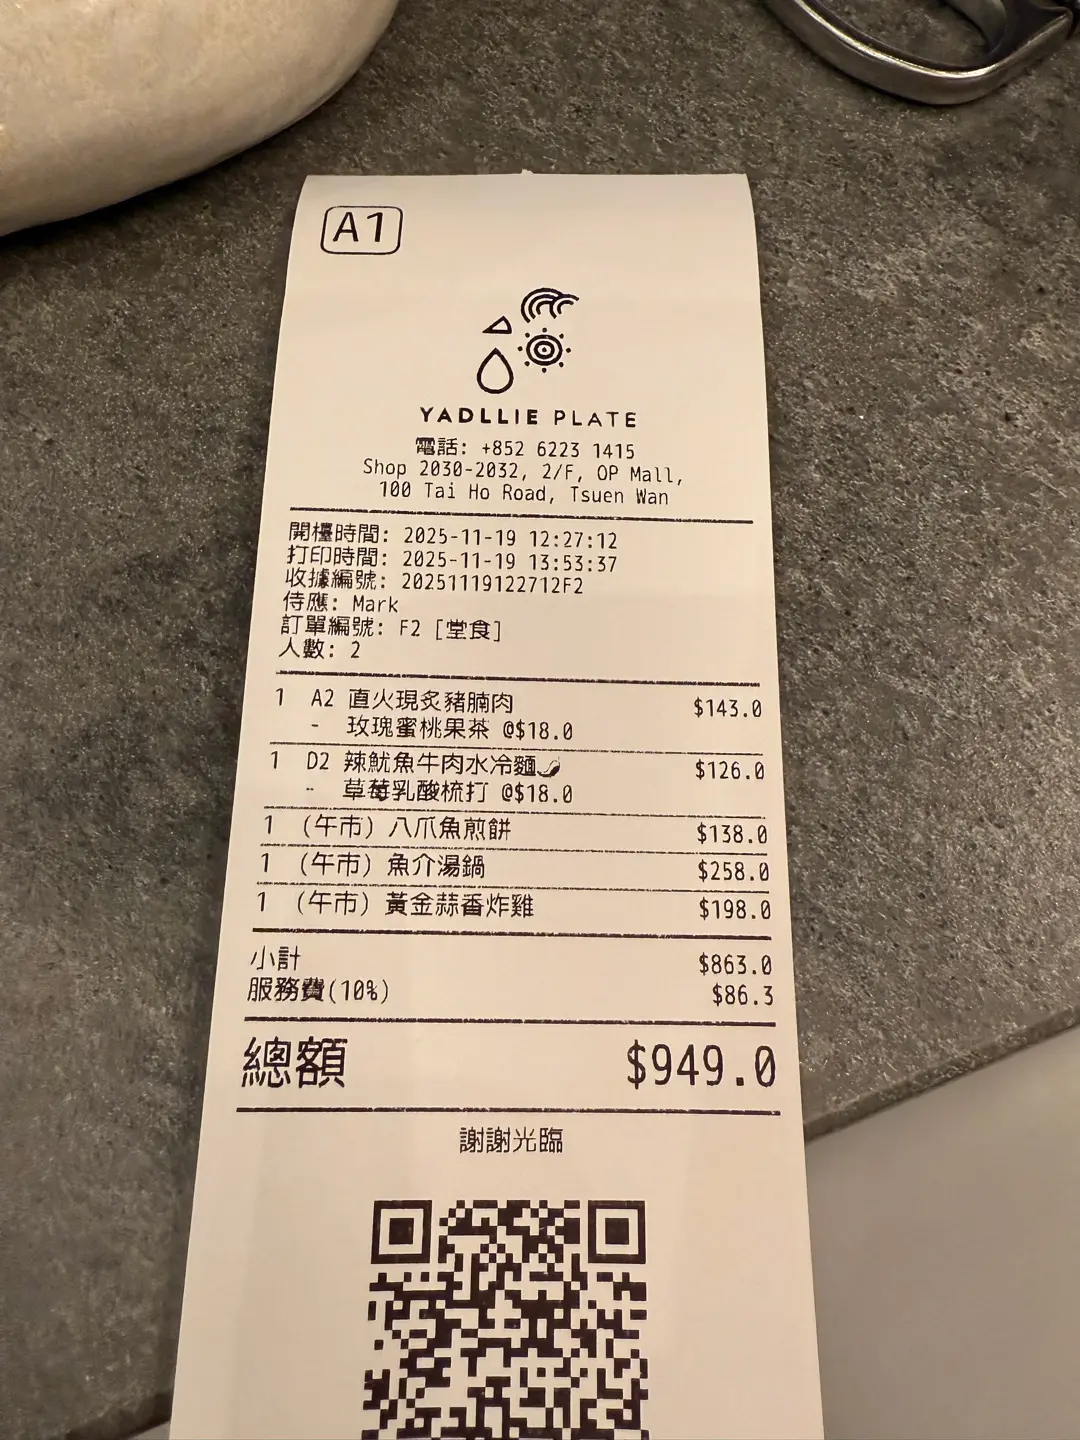 A1
YADLLIE PLATE
電話: +852 6223 1415
Shop 2030-2032, 2/F, OP Mall,
100 Tai Ho Road, Tsuen Wan
開檯時間: 2025-11-19 12:27:12
打印時間: 2025-11-19 13:53:37
收據編號: 20251119122712F2
侍應: Mark
訂單編號: F2 [堂食]
人數: 2
1 A2 直火現炙豬腩肉 $143.0
- 玫瑰蜜桃果茶 @$18.0
1 D2 辣魷魚牛肉水冷麵🌶 $126.0
- 草莓乳酸梳打 @$18.0
1 (午市) 八爪魚煎餅 $138.0
1 (午市) 魚介湯鍋 $258.0
1 (午市) 黃金蒜香炸雞 $198.0
小計 $863.0
服務費(10%) $86.3
總額 $949.0
謝謝光臨